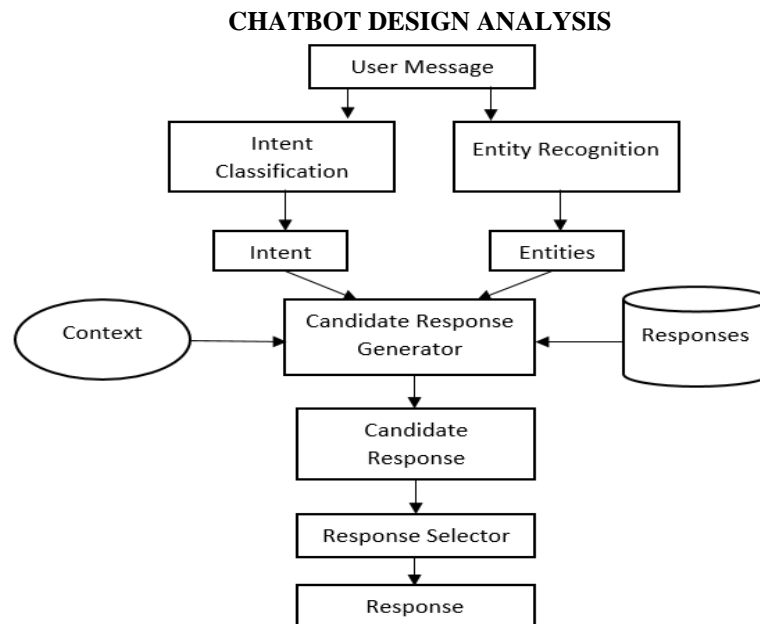 CHATBOT DESIGN ANALYSIS
User Message
Intent
Classification
Entity Recognition
Intent
Entities
Context
Candidate Response
Generator
Responses
Candidate
Response
Response Selector
Response